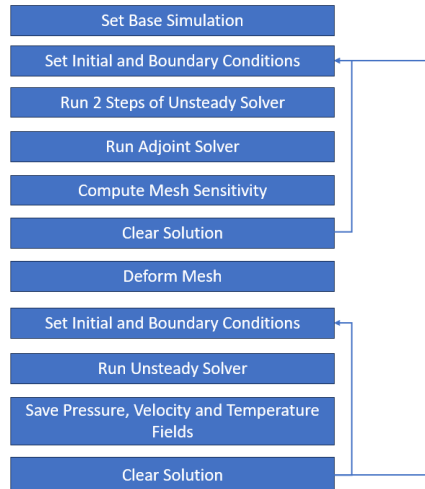 Set Base Simulation
Set Initial and Boundary Conditions
Run 2 Steps of Unsteady Solver
Run Adjoint Solver
Compute Mesh Sensitivity
Clear Solution
Deform Mesh
Set Initial and Boundary Conditions
Run Unsteady Solver
Save Pressure, Velocity and Temperature
Fields
Clear Solution